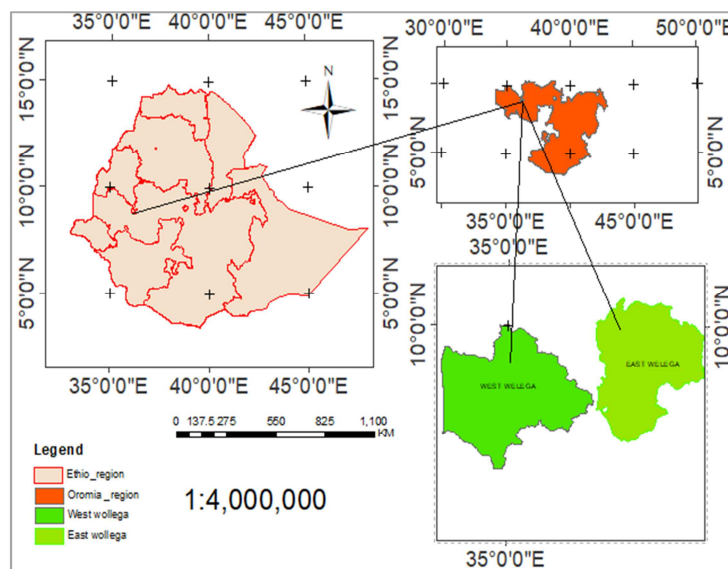 35°0'0"E 40°0'0"E 45°0'0"E
15°0'0"N
10°0'0"N
5°0'0"N
N
15°0'0"N
10°0'0"N
5°0'0"N
35°0'0"E 40°0'0"E 45°0'0"E
30°0'0"E 40°0'0"E 50°0'0"E
5°0'0"N
5°0'0"N
35°0'0"E 45°0'0"E
35°0'0"E
10°0'0"N
10°0'0"N
WEST WELEGA
EAST WELEGA
35°0'0"E
0 137.5 275 550 825 1,100
KM
Legend
Ethio_region
Oromia_region
West wollega
East wollega
1:4,000,000